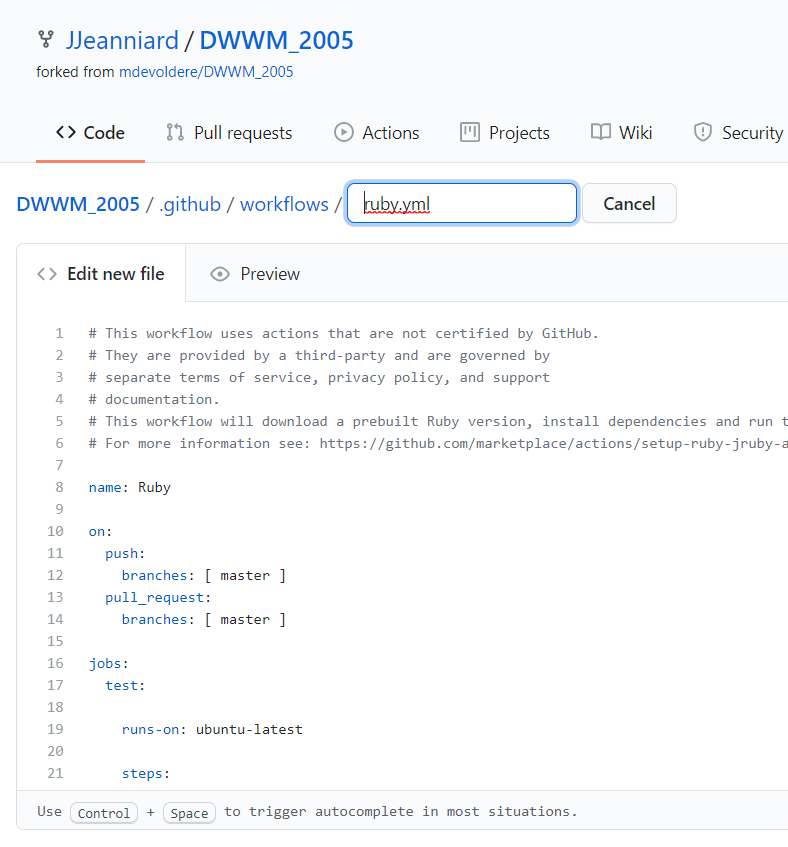 JJeanniard / DWWM_2005
forked from mdevoldere/DWWM_2005
Code Pull requests Actions Projects Wiki Security
DWWM_2005 / .github / workflows / ruby.yml Cancel
Edit new file Preview
1 # This workflow uses actions that are not certified by GitHub.
2 # They are provided by a third-party and are governed by
3 # separate terms of service, privacy policy, and support
4 # documentation.
5 # This workflow will download a prebuilt Ruby version, install dependencies and run t
6 # For more information see: https://github.com/marketplace/actions/setup-ruby-jruby-a
7
8 name: Ruby
9
10 on:
11 push:
12 branches: [ master ]
13 pull_request:
14 branches: [ master ]
15
16 jobs:
17 test:
18
19 runs-on: ubuntu-latest
20
21 steps:
Use Control + Space to trigger autocomplete in most situations.